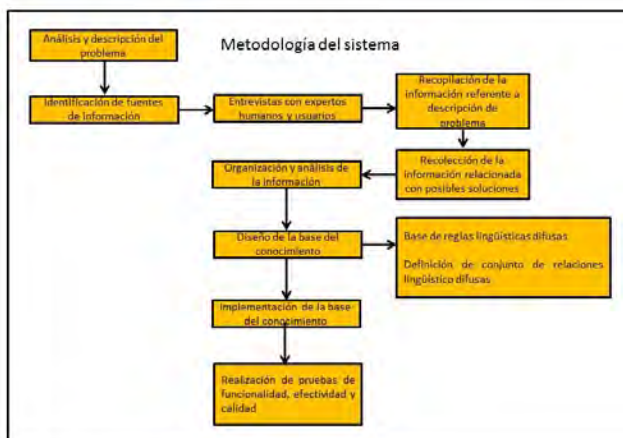 Metodología del sistema
Análisis y descripción del
problema
Identificación de fuentes
de información
Entrevistas con expertos
humanos y usuarios
Recopilación de la
información referente a
descripción de
problema
Recolección de la
información relacionada
con posibles soluciones
Organización y análisis de
la información
Diseño de la base del
conocimiento
Base de reglas lingüísticas difusas
Definición de conjunto de relaciones
lingüístico difusas
Implementación de la base
del conocimiento
Realización de pruebas de
funcionalidad, efectividad y
calidad